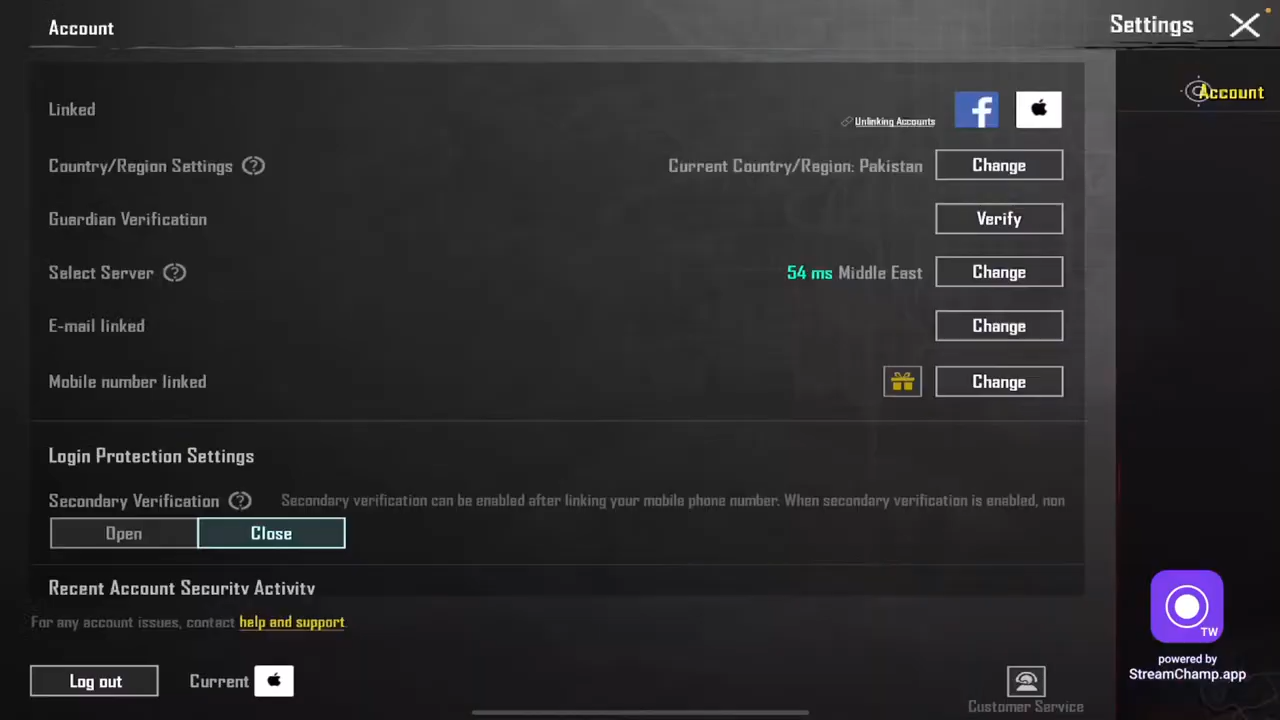 Account
Settings
Account
Linked
Unlinking Accounts
Country/Region Settings
Current Country/Region: Pakistan
Change
Guardian Verification
Verify
Select Server
54 ms Middle East
Change
E-mail linked
Change
Mobile number linked
Change
Login Protection Settings
Secondary Verification
Secondary verification can be enabled after linking your mobile phone number. When secondary verification is enabled, non
Open
Close
Recent Account Security Activity
For any account issues, contact help and support
Log out
Current
Customer Service
TW
powered by
StreamChamp.app